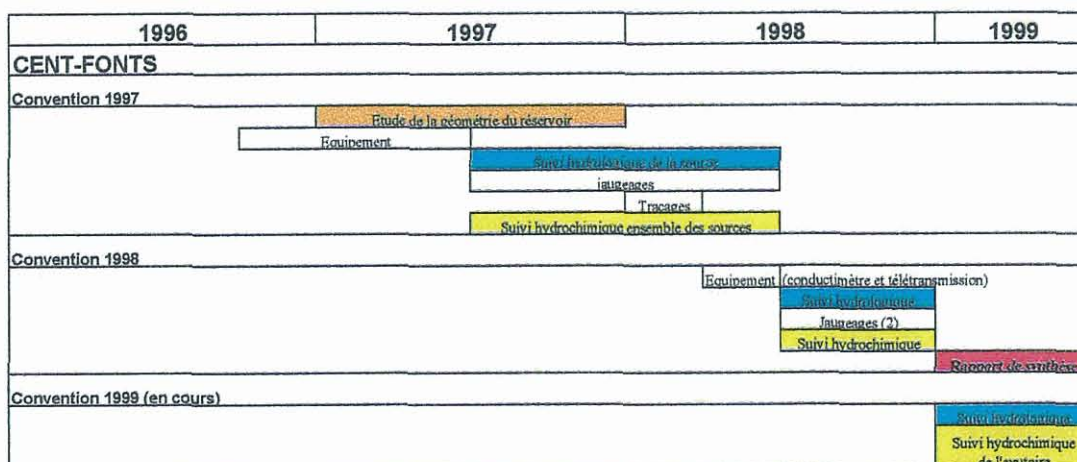 1996 1997 1998 1999
CENT-FONTS
Convention 1997
Etude de la géométrie du réservoir
Equipement
Suivi hydrologique de la source
jaugeages
Traçages
Suivi hydrochimique ensemble des sources
Convention 1998
Equipement (conductimètre et télétransmission)
Suivi hydrologique
Jaugeages (2)
Suivi hydrochimique
Rapport de synthèse
Convention 1999 (en cours)
Suivi hydrologique
Suivi hydrochimique
de l'exutoire